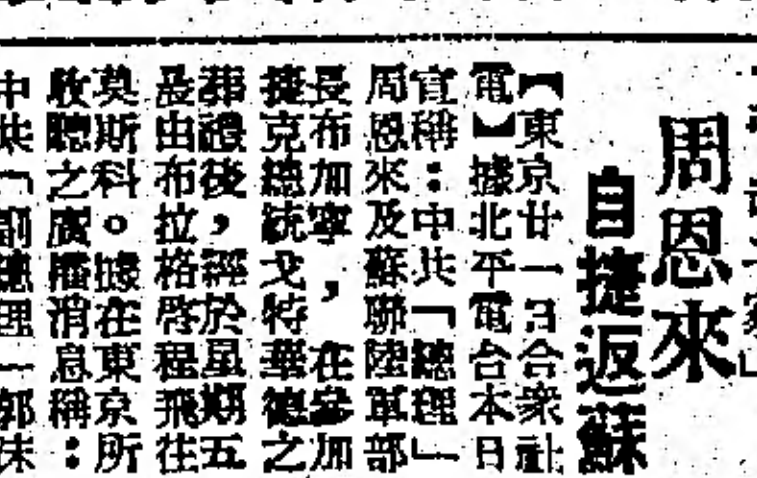 周恩來
自捷返蘇
【東京廿一日合衆社
電】據北平電台本日
宣稱：中共「總理」
周恩來及蘇聯陸軍部
長布加寧，在參加
捷克總統戈特華德之
葬禮後，經於星期五
晨由布拉格啓程飛往
莫斯科。據在東京所
收聽之廣播消息稱：
中共「副總理」郭沫